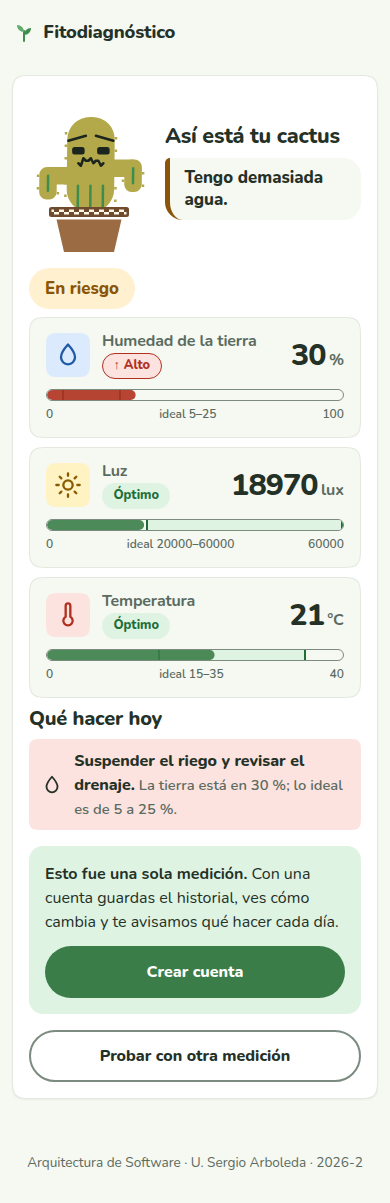 Fitodiagnóstico
Así está tu cactus
Tengo demasiada
agua.
En riesgo
Humedad de la tierra
↑ Alto
30 %
0 ideal 5–25 100
Luz
Óptimo
18970 lux
0 ideal 20000–60000 60000
Temperatura
Óptimo
21 °C
0 ideal 15–35 40
Qué hacer hoy
Suspender el riego y revisar el
drenaje. La tierra está en 30 %; lo ideal
es de 5 a 25 %.
Esto fue una sola medición. Con una
cuenta guardas el historial, ves cómo
cambia y te avisamos qué hacer cada día.
Crear cuenta
Probar con otra medición
Arquitectura de Software · U. Sergio Arboleda · 2026-2